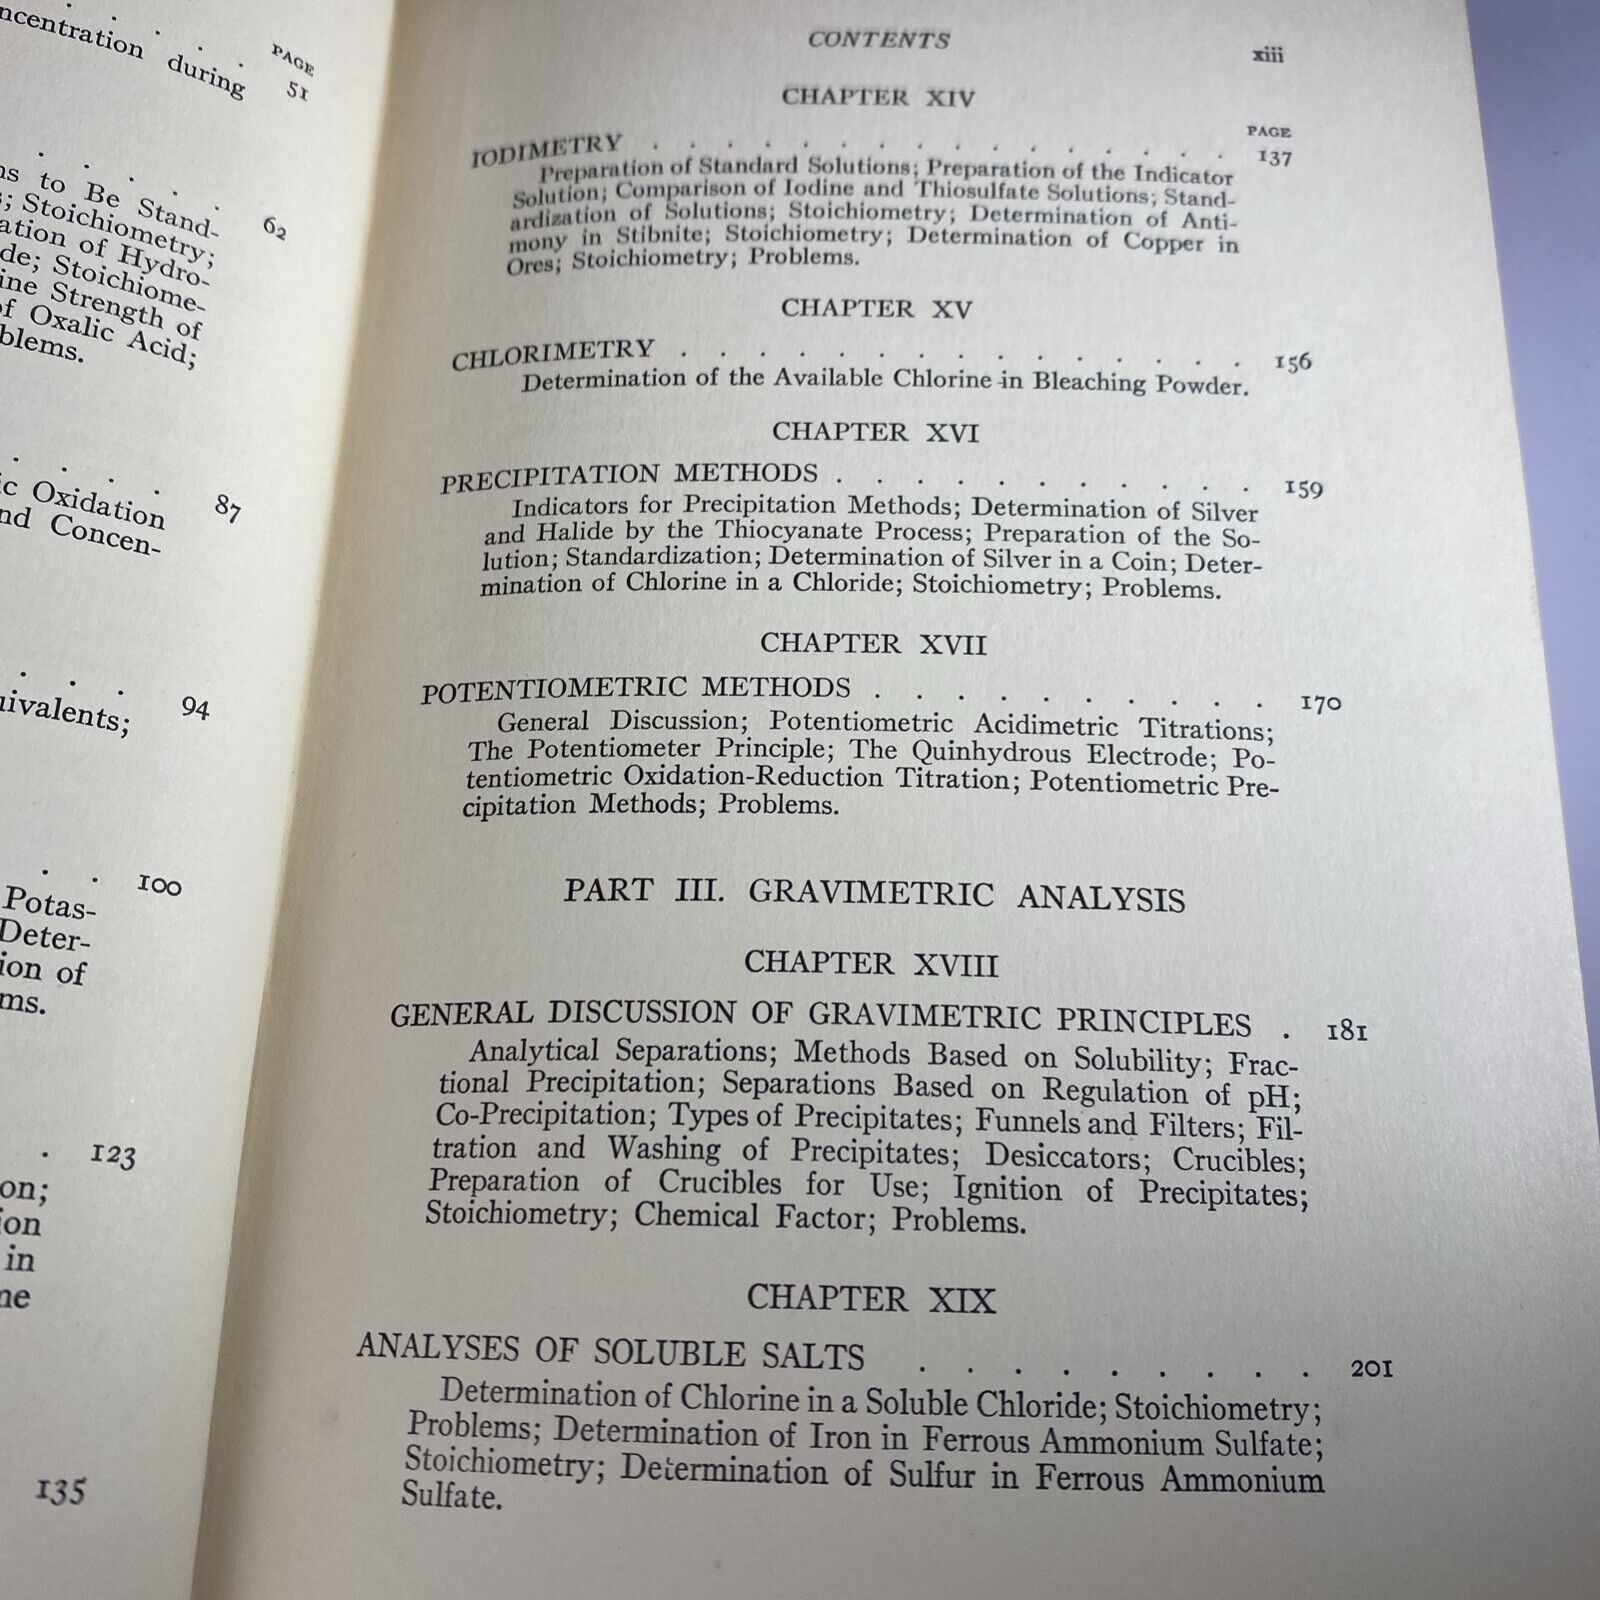 ncentration during
PAGE
51
ns to Be Stand-
62
s; Stoichiometry;
ation of Hydro-
de; Stoichiome-
ine Strength of
of Oxalic Acid;
blems.
87
ic Oxidation
nd Concen-
94
uivalents;
100
Potas-
Deter-
ion of
ms.
123
on;
ion
in
me
135
CONTENTS xiii
CHAPTER XIV
PAGE
IODIMETRY . . . . . . . . . . . . . . . . 137
Preparation of Standard Solutions; Preparation of the Indicator
Solution; Comparison of Iodine and Thiosulfate Solutions; Stand-
ardization of Solutions; Stoichiometry; Determination of Anti-
mony in Stibnite; Stoichiometry; Determination of Copper in
Ores; Stoichiometry; Problems.
CHAPTER XV
CHLORIMETRY . . . . . . . . . . . . . . . 156
Determination of the Available Chlorine in Bleaching Powder.
CHAPTER XVI
PRECIPITATION METHODS . . . . . . . . . . . 159
Indicators for Precipitation Methods; Determination of Silver
and Halide by the Thiocyanate Process; Preparation of the So-
lution; Standardization; Determination of Silver in a Coin; Deter-
mination of Chlorine in a Chloride; Stoichiometry; Problems.
CHAPTER XVII
POTENTIOMETRIC METHODS . . . . . . . . . . 170
General Discussion; Potentiometric Acidimetric Titrations;
The Potentiometer Principle; The Quinhydrous Electrode; Po-
tentiometric Oxidation-Reduction Titration; Potentiometric Pre-
cipitation Methods; Problems.
PART III. GRAVIMETRIC ANALYSIS
CHAPTER XVIII
GENERAL DISCUSSION OF GRAVIMETRIC PRINCIPLES . 181
Analytical Separations; Methods Based on Solubility; Frac-
tional Precipitation; Separations Based on Regulation of pH;
Co-Precipitation; Types of Precipitates; Funnels and Filters; Fil-
tration and Washing of Precipitates; Desiccators; Crucibles;
Preparation of Crucibles for Use; Ignition of Precipitates;
Stoichiometry; Chemical Factor; Problems.
CHAPTER XIX
ANALYSES OF SOLUBLE SALTS . . . . . . . . . 201
Determination of Chlorine in a Soluble Chloride; Stoichiometry;
Problems; Determination of Iron in Ferrous Ammonium Sulfate;
Stoichiometry; Determination of Sulfur in Ferrous Ammonium
Sulfate.